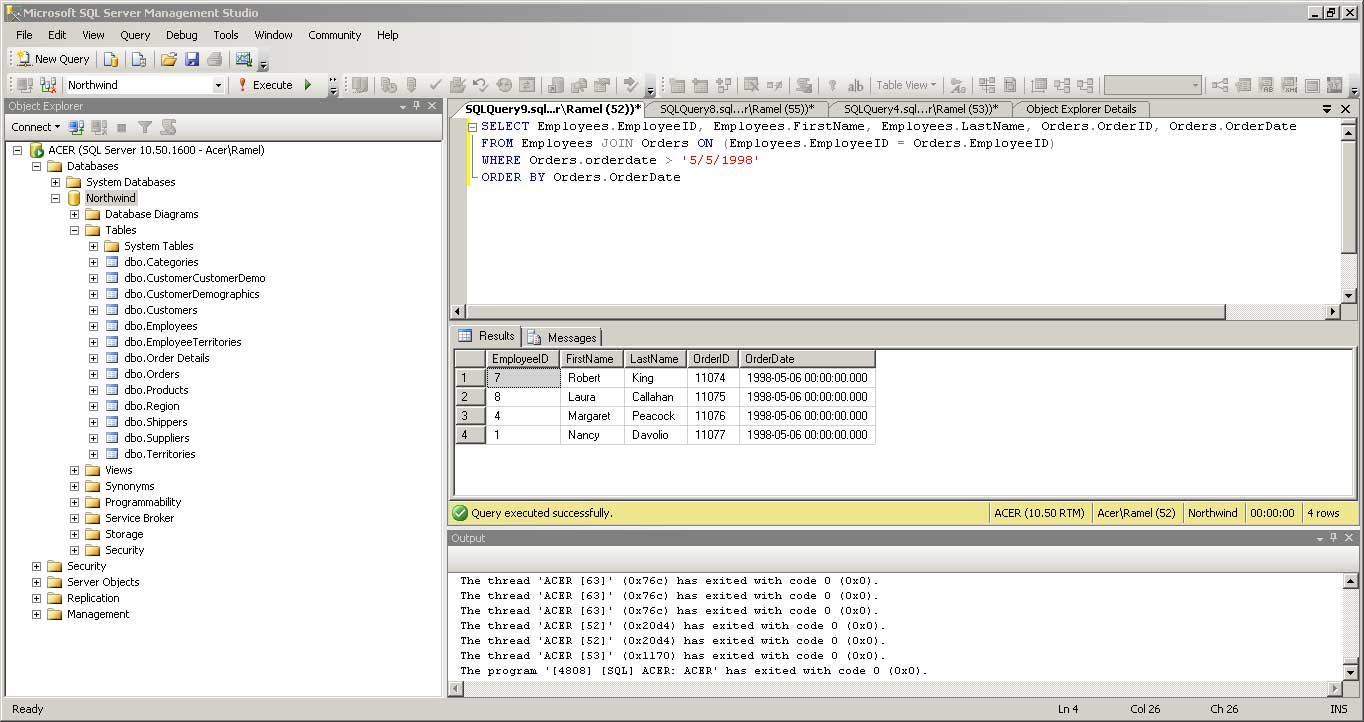 Microsoft SQL Server Management Studio
File Edit View Query Debug Tools Window Community Help
New Query
Northwind Execute Table View
Object Explorer
Connect
ACER (SQL Server 10.50.1600 - Acer\Ramel)
Databases
System Databases
Northwind
Database Diagrams
Tables
System Tables
dbo.Categories
dbo.CustomerCustomerDemo
dbo.CustomerDemographics
dbo.Customers
dbo.Employees
dbo.EmployeeTerritories
dbo.Order Details
dbo.Orders
dbo.Products
dbo.Region
dbo.Shippers
dbo.Suppliers
dbo.Territories
Views
Synonyms
Programmability
Service Broker
Storage
Security
Security
Server Objects
Replication
Management
SQLQuery9.sql...r\Ramel (52))* SQLQuery8.sql...r\Ramel (55))* SQLQuery4.sql...r\Ramel (53))* Object Explorer Details
SELECT Employees.EmployeeID, Employees.FirstName, Employees.LastName, Orders.OrderID, Orders.OrderDate
FROM Employees JOIN Orders ON (Employees.EmployeeID = Orders.EmployeeID)
WHERE Orders.orderdate > '5/5/1998'
ORDER BY Orders.OrderDate
Results Messages
EmployeeID FirstName LastName OrderID OrderDate
1 7 Robert King 11074 1998-05-06 00:00:00.000
2 8 Laura Callahan 11075 1998-05-06 00:00:00.000
3 4 Margaret Peacock 11076 1998-05-06 00:00:00.000
4 1 Nancy Davolio 11077 1998-05-06 00:00:00.000
Query executed successfully. ACER (10.50 RTM) Acer\Ramel (52) Northwind 00:00:00 4 rows
Output
The thread 'ACER [63]' (0x76c) has exited with code 0 (0x0).
The thread 'ACER [63]' (0x76c) has exited with code 0 (0x0).
The thread 'ACER [63]' (0x76c) has exited with code 0 (0x0).
The thread 'ACER [52]' (0x20d4) has exited with code 0 (0x0).
The thread 'ACER [52]' (0x20d4) has exited with code 0 (0x0).
The thread 'ACER [53]' (0x1170) has exited with code 0 (0x0).
The program '[4808] [SQL] ACER: ACER' has exited with code 0 (0x0).
Ready Ln 4 Col 26 Ch 26 INS